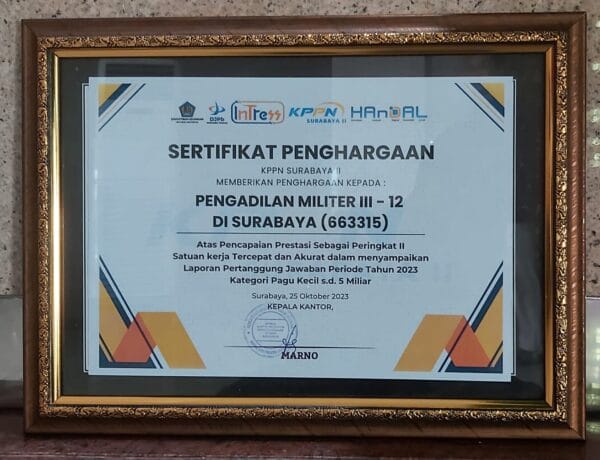 DJPb
InTress
KPPN
SURABAYA II
HAnDAL
SERTIFIKAT PENGHARGAAN
KPPN SURABAYA II
MEMBERIKAN PENGHARGAAN KEPADA :
PENGADILAN MILITER III - 12
DI SURABAYA (663315)
Atas Pencapaian Prestasi Sebagai Peringkat II
Satuan kerja Tercepat dan Akurat dalam menyampaikan
Laporan Pertanggung Jawaban Periode Tahun 2023
Kategori Pagu Kecil s.d. 5 Miliar
Surabaya, 25 Oktober 2023
KEPALA KANTOR,
MARNO